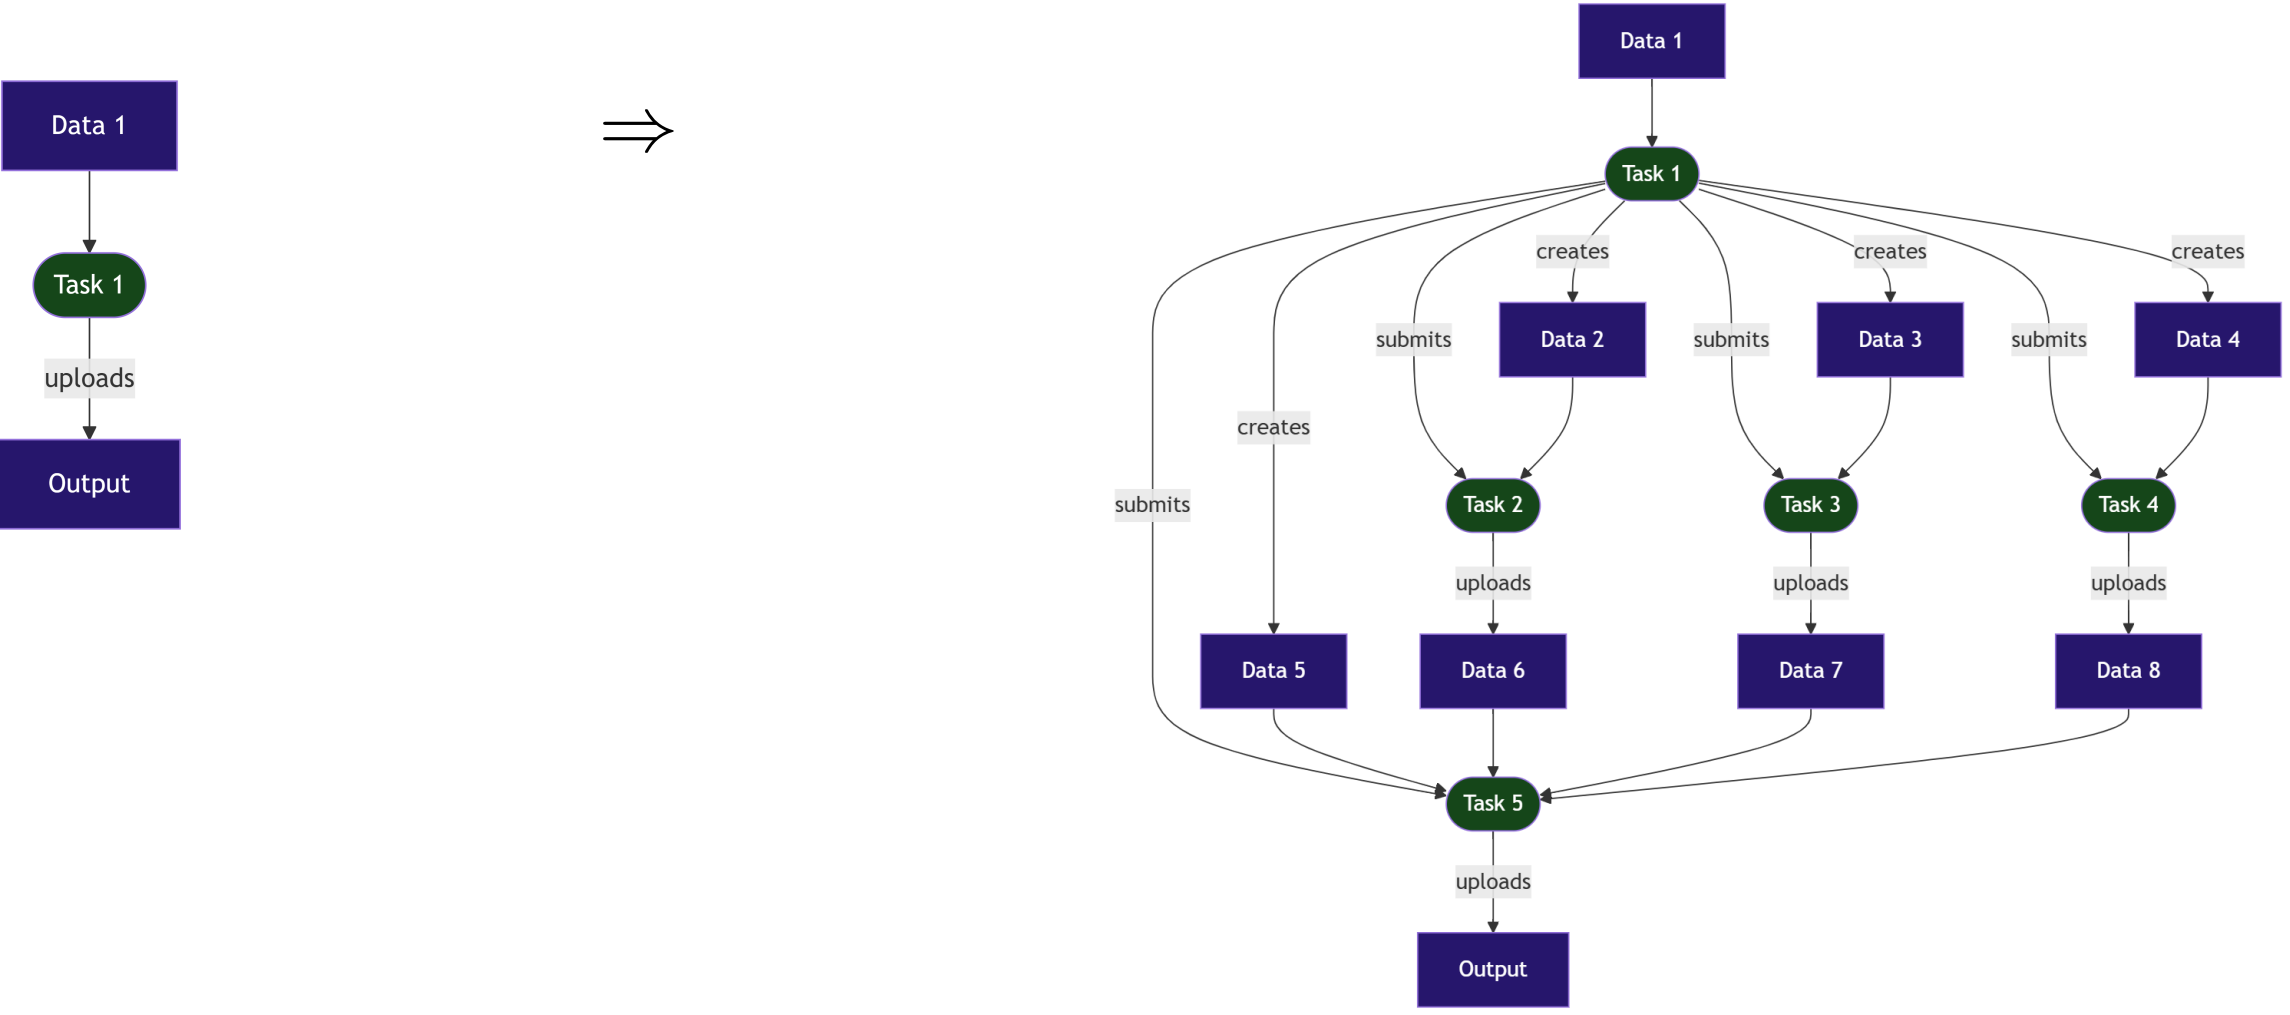 Data 1
Task 1
uploads
Output
⇒
Data 1
Task 1
creates
creates
creates
submits
Data 2
submits
Data 3
submits
Data 4
creates
submits
Task 2
Task 3
Task 4
uploads
uploads
uploads
Data 5
Data 6
Data 7
Data 8
Task 5
uploads
Output